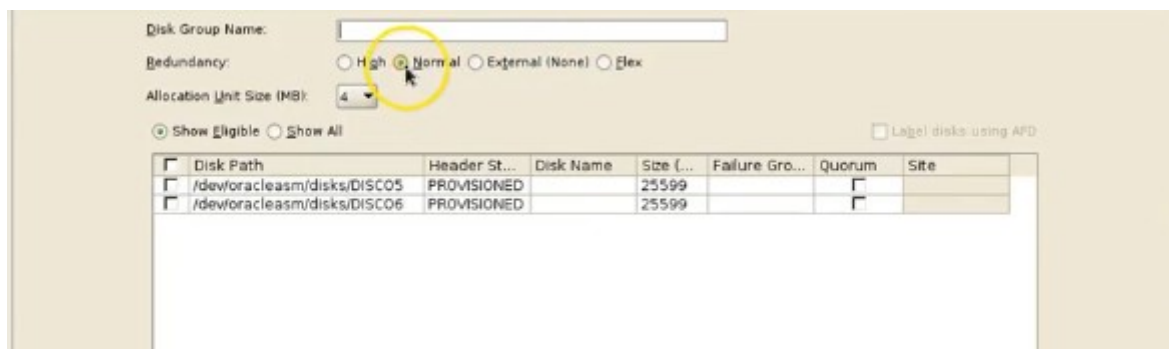 Disk Group Name:
Redundancy: High Normal External (None) Flex
Allocation Unit Size (MB): 4
Show Eligible Show All Label disks using AFD
Disk Path Header St... Disk Name Size (... Failure Gro... Quorum Site
/dev/oracleasm/disks/DISCO5 PROVISIONED 25599
/dev/oracleasm/disks/DISCO6 PROVISIONED 25599